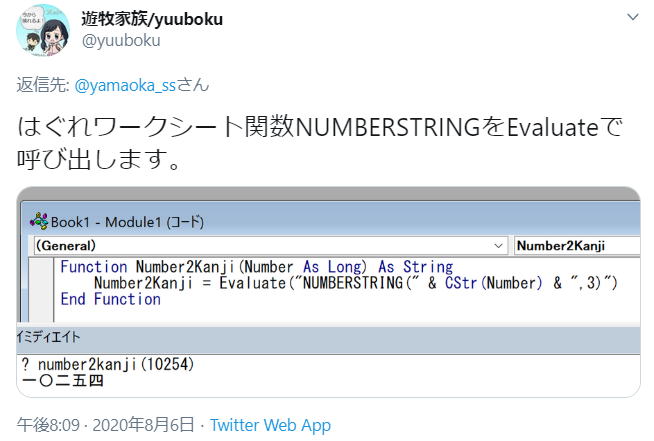 遊牧家族/yuuboku
@yuuboku
返信先: @yamaoka_ssさん
はぐれワークシート関数NUMBERSTRINGをEvaluateで
呼び出します。
Book1 - Module1 (コード)
(General) Number2Kanji
Function Number2Kanji(Number As Long) As String
Number2Kanji = Evaluate("NUMBERSTRING(" & CStr(Number) & ",3)")
End Function
イミディエイト
? number2kanji(10254)
一〇二五四
午後8:09 · 2020年8月6日 · Twitter Web App